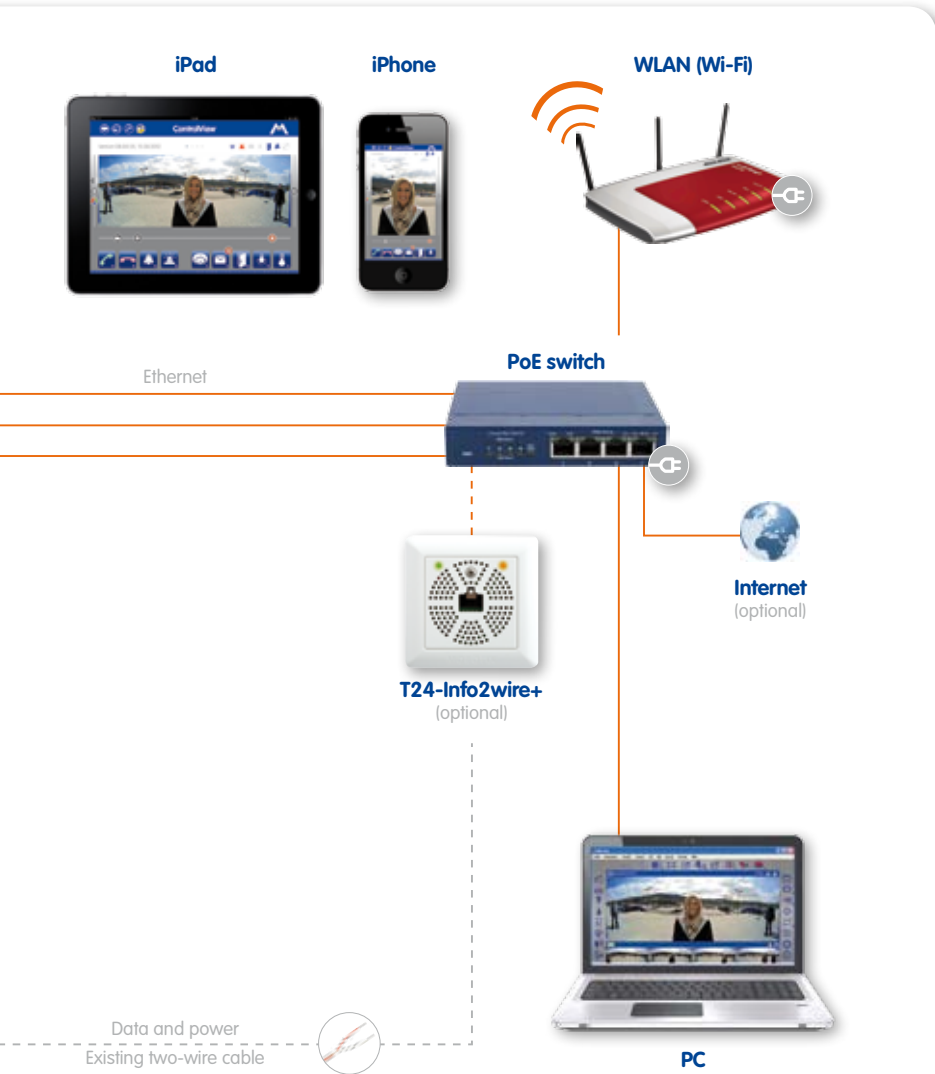 iPad
iPhone
WLAN (Wi-Fi)
ControlView
PoE switch
Ethernet
Internet
(optional)
T24-Info2wire+
(optional)
Data and power
Existing two-wire cable
PC